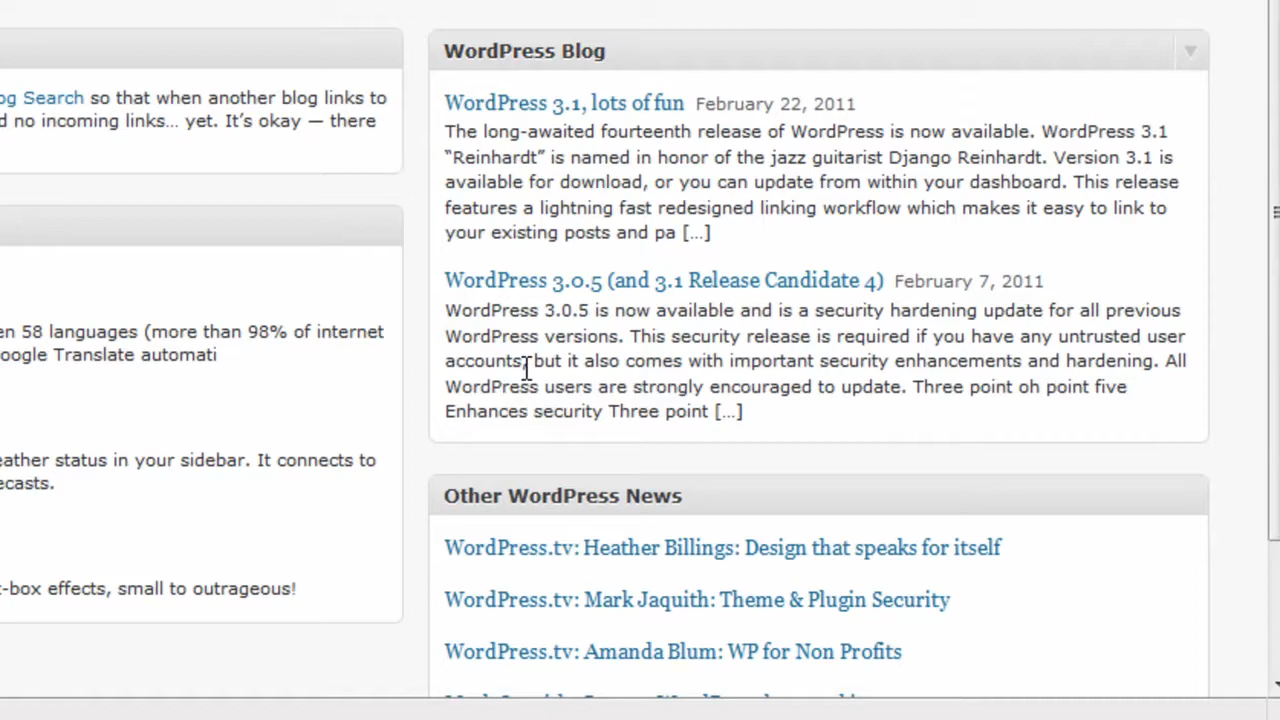 og Search so that when another blog links to
d no incoming links… yet. It’s okay — there
en 58 languages (more than 98% of internet
oogle Translate automati
eather status in your sidebar. It connects to
ecasts.
t-box effects, small to outrageous!
WordPress Blog
WordPress 3.1, lots of fun February 22, 2011
The long-awaited fourteenth release of WordPress is now available. WordPress 3.1
“Reinhardt” is named in honor of the jazz guitarist Django Reinhardt. Version 3.1 is
available for download, or you can update from within your dashboard. This release
features a lightning fast redesigned linking workflow which makes it easy to link to
your existing posts and pa […]
WordPress 3.0.5 (and 3.1 Release Candidate 4) February 7, 2011
WordPress 3.0.5 is now available and is a security hardening update for all previous
WordPress versions. This security release is required if you have any untrusted user
accounts, but it also comes with important security enhancements and hardening. All
WordPress users are strongly encouraged to update. Three point oh point five
Enhances security Three point […]
Other WordPress News
WordPress.tv: Heather Billings: Design that speaks for itself
WordPress.tv: Mark Jaquith: Theme & Plugin Security
WordPress.tv: Amanda Blum: WP for Non Profits